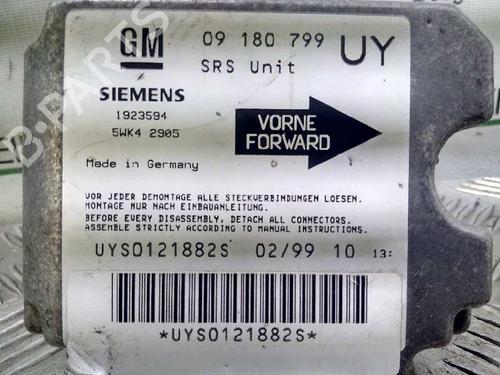 GM 09 180 799 UY
SRS Unit
SIEMENS
1923594
5WK4 2905
VORNE
FORWARD
Made in Germany
VOR JEDER DEMONTAGE ALLE STECKVERBINDUNGEN LOESEN.
MONTAGE NUR NACH EINBAUANLEITUNG.
BEFORE EVERY DISASSEMBLY, DETACH ALL CONNECTORS.
ASSEMBLE STRICTLY ACCORDING TO MANUAL INSTRUCTIONS.
UYS0121882S 02/99 10 13:
*UYS0121882S*
B-PARTS